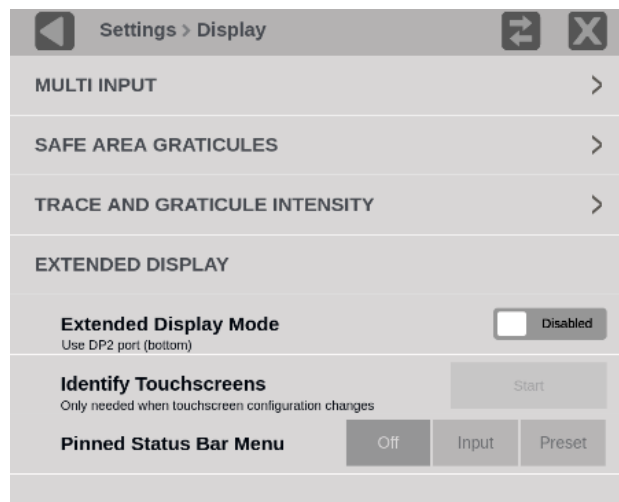 Settings > Display
MULTI INPUT
SAFE AREA GRATICULES
TRACE AND GRATICULE INTENSITY
EXTENDED DISPLAY
Extended Display Mode Disabled
Use DP2 port (bottom)
Identify Touchscreens Start
Only needed when touchscreen configuration changes
Pinned Status Bar Menu Off Input Preset